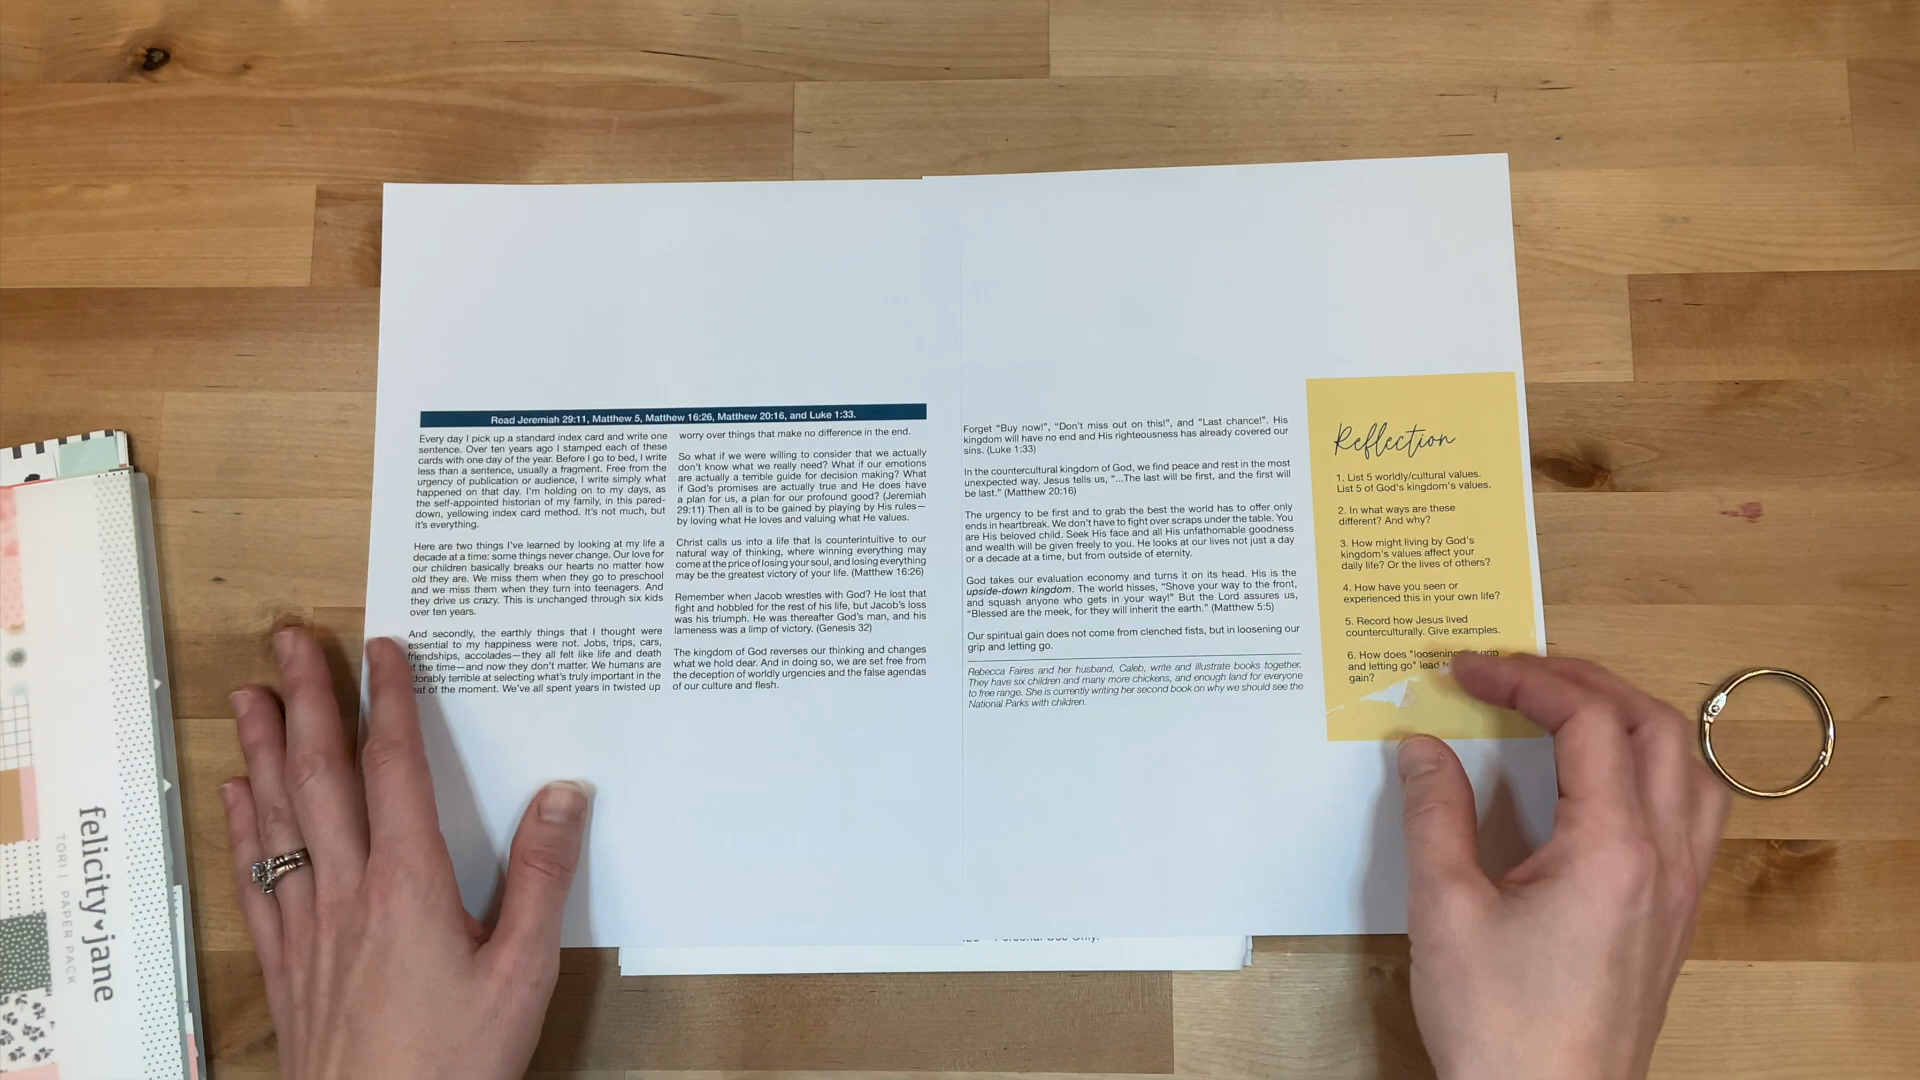 Read Jeremiah 29:11, Matthew 5, Matthew 16:26, Matthew 20:16, and Luke 1:33.
Every day I pick up a standard index card and write one
sentence. Over ten years ago I stamped each of these
cards with one day of the year. Before I go to bed, I write
less than a sentence, usually a fragment. Free from the
urgency of publication or audience, I write simply what
happened on that day. I'm holding on to my days, as
the self-appointed historian of my family, in this pared-
down, yellowing index card method. It's not much, but
it's everything.
Here are two things I've learned by looking at my life a
decade at a time: some things never change. Our love for
our children basically breaks our hearts no matter how
old they are. We miss them when they go to preschool
and we miss them when they turn into teenagers. And
they drive us crazy. This is unchanged through six kids
over ten years.
And secondly, the earthly things that I thought were
essential to my happiness were not. Jobs, trips, cars,
friendships, accolades—they all felt like life and death
the time—and now they don't matter. We humans are
terrible at selecting what's truly important in the
of the moment. We've all spent years in twisted up
worry over things that make no difference in the end.
So what if we were willing to consider that we actually
don't know what we really need? What if our emotions
are actually a terrible guide for decision making? What
if God's promises are actually true and He does have
a plan for us, a plan for our profound good? (Jeremiah
29:11) Then all is to be gained by playing by His rules—
by loving what He loves and valuing what He values.
Christ calls us into a life that is counterintuitive to our
natural way of thinking, where winning everything may
come at the price of losing your soul, and losing everything
may be the greatest victory of your life. (Matthew 16:26)
Remember when Jacob wrestles with God? He lost that
fight and hobbled for the rest of his life, but Jacob's loss
was his triumph. He was thereafter God's man, and his
lameness was a limp of victory. (Genesis 32)
The kingdom of God reverses our thinking and changes
what we hold dear. And in doing so, we are set free from
the deception of worldly urgencies and the false agendas
of our culture and flesh.
Forget "Buy now!", "Don't miss out on this!", and "Last chance!". His
kingdom will have no end and His righteousness has already covered our
sins. (Luke 1:33)
In the countercultural kingdom of God, we find peace and rest in the most
unexpected way. Jesus tells us, "...The last will be first, and the first will
be last." (Matthew 20:16)
The urgency to be first and to grab the best the world has to offer only
ends in heartbreak. We don't have to fight over scraps under the table. You
are His beloved child. Seek His face and all His unfathomable goodness
and wealth will be given freely to you. He looks at our lives not just a day
or a decade at a time, but from outside of eternity.
God takes our evaluation economy and turns it on its head. His is the
upside-down kingdom. The world hisses, "Shove your way to the front,
and squash anyone who gets in your way!" But the Lord assures us,
"Blessed are the meek, for they will inherit the earth." (Matthew 5:5)
Our spiritual gain does not come from clenched fists, but in loosening our
grip and letting go.
Rebecca Faires and her husband, Caleb, write and illustrate books together.
They have six children and many more chickens, and enough land for everyone
to free range. She is currently writing her second book on why we should see the
National Parks with children.
Reflection
1. List 5 worldly/cultural values.
List 5 of God's kingdom's values.
2. In what ways are these
different? And why?
3. How might living by God's
kingdom's values affect your
daily life? Or the lives of others?
4. How have you seen or
experienced this in your own life?
5. Record how Jesus lived
counterculturally. Give examples.
6. How does "loosening grip
and letting go" lead
gain?
Personal Use Only.
felicity♥jane
TORI | PAPER PACK